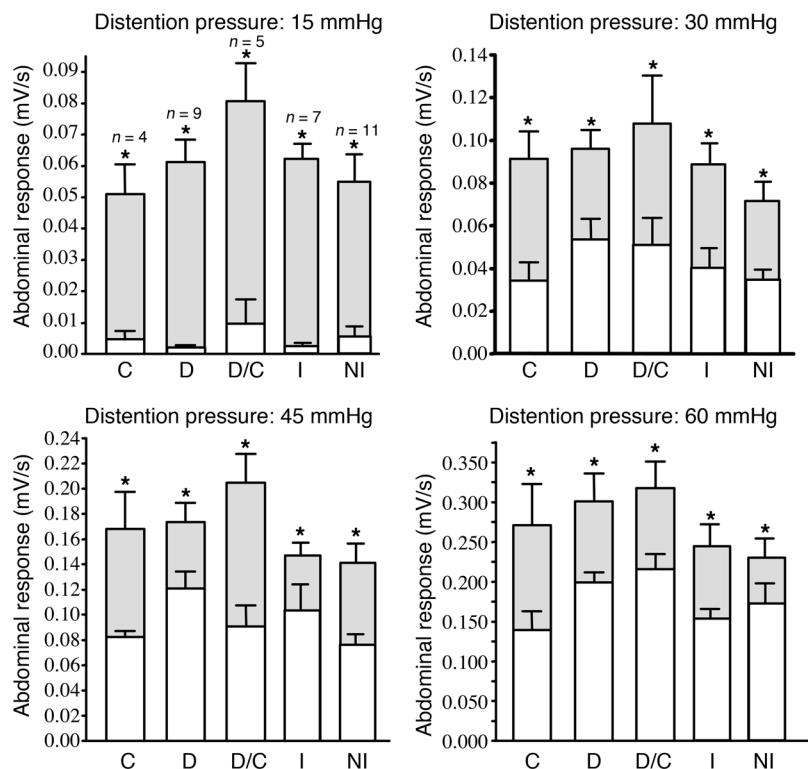 Distention pressure: 15 mmHg
Abdominal response (mV/s)
0.09
0.08
0.07
0.06
0.05
0.04
0.03
0.02
0.01
0.00
n = 4
*
n = 9
*
n = 5
*
n = 7
*
n = 11
*
C D D/C I NI
Distention pressure: 30 mmHg
Abdominal response (mV/s)
0.14
0.12
0.10
0.08
0.06
0.04
0.02
0.00
* * * * *
C D D/C I NI
Distention pressure: 45 mmHg
Abdominal response (mV/s)
0.24
0.20
0.18
0.16
0.14
0.12
0.10
0.08
0.06
0.04
0.02
0.00
* * * * *
C D D/C I NI
Distention pressure: 60 mmHg
Abdominal response (mV/s)
0.350
0.300
0.250
0.200
0.150
0.100
0.050
0.000
* * * * *
C D D/C I NI